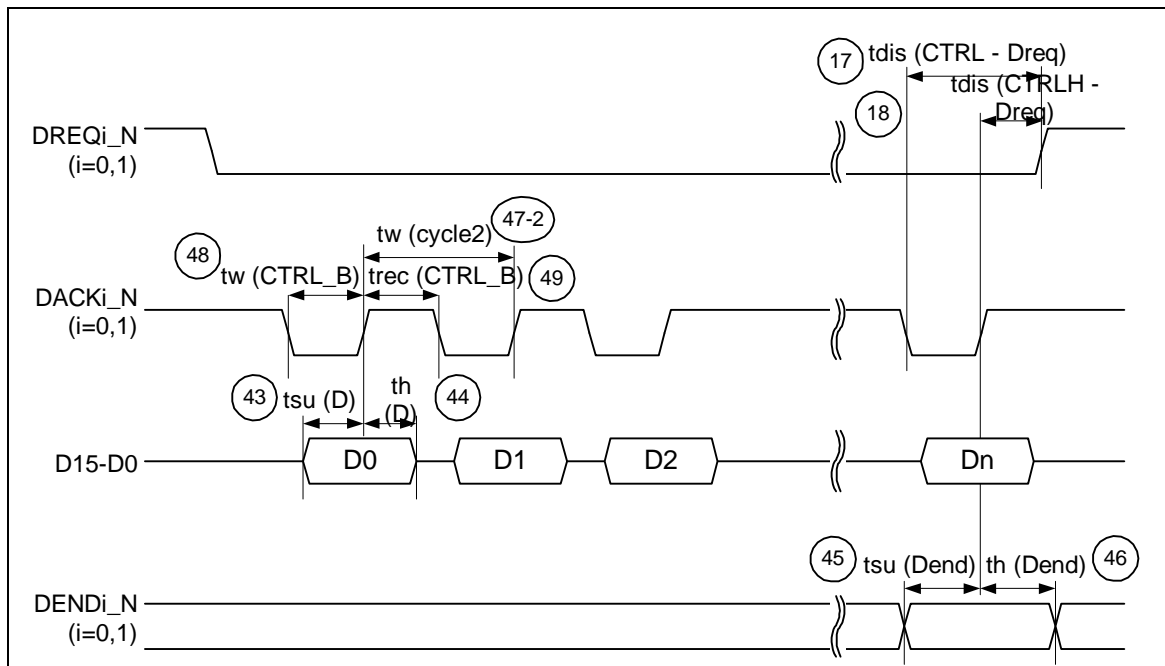 17 tdis (CTRL - Dreq)
tdis (CTRLH -
18 Dreq)
DREQi_N
(i=0,1)
47-2
tw (cycle2)
48
tw (CTRL_B) trec (CTRL_B) 49
DACKi_N
(i=0,1)
43 tsu (D) th 44
(D)
D15-D0 D0 D1 D2 Dn
45 tsu (Dend) th (Dend) 46
DENDi_N
(i=0,1)